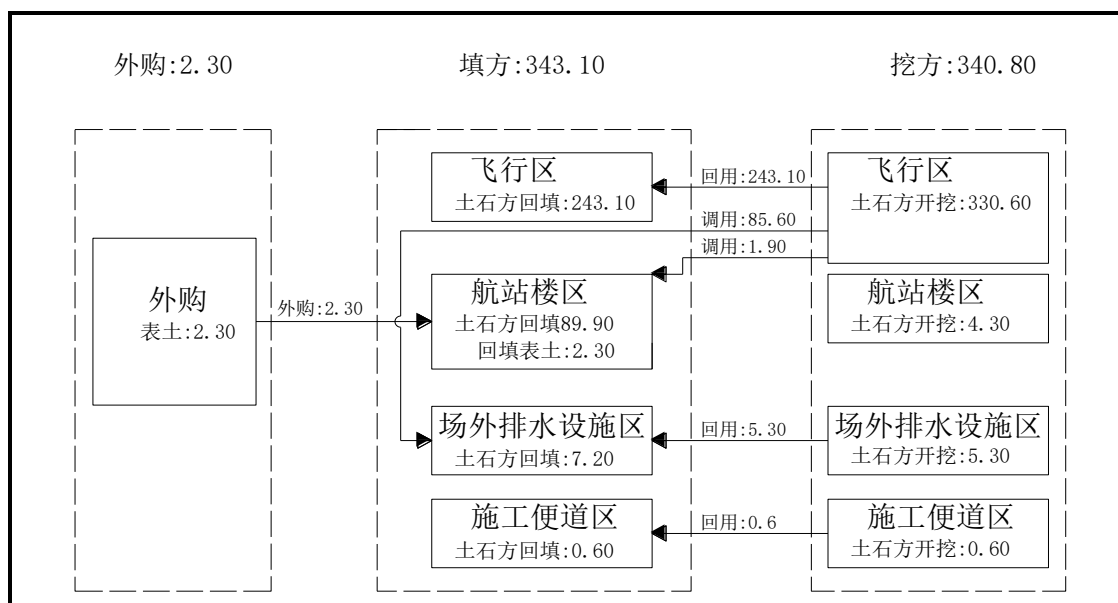 外购:2.30
填方:343.10
挖方:340.80
飞行区
土石方回填:243.10
回用:243.10
飞行区
土石方开挖:330.60
调用:85.60
调用:1.90
外购
表土:2.30
外购:2.30
航站楼区
土石方回填89.90
回填表土:2.30
航站楼区
土石方开挖:4.30
场外排水设施区
土石方回填:7.20
回用:5.30
场外排水设施区
土石方开挖:5.30
施工便道区
土石方回填:0.60
回用:0.6
施工便道区
土石方开挖:0.60